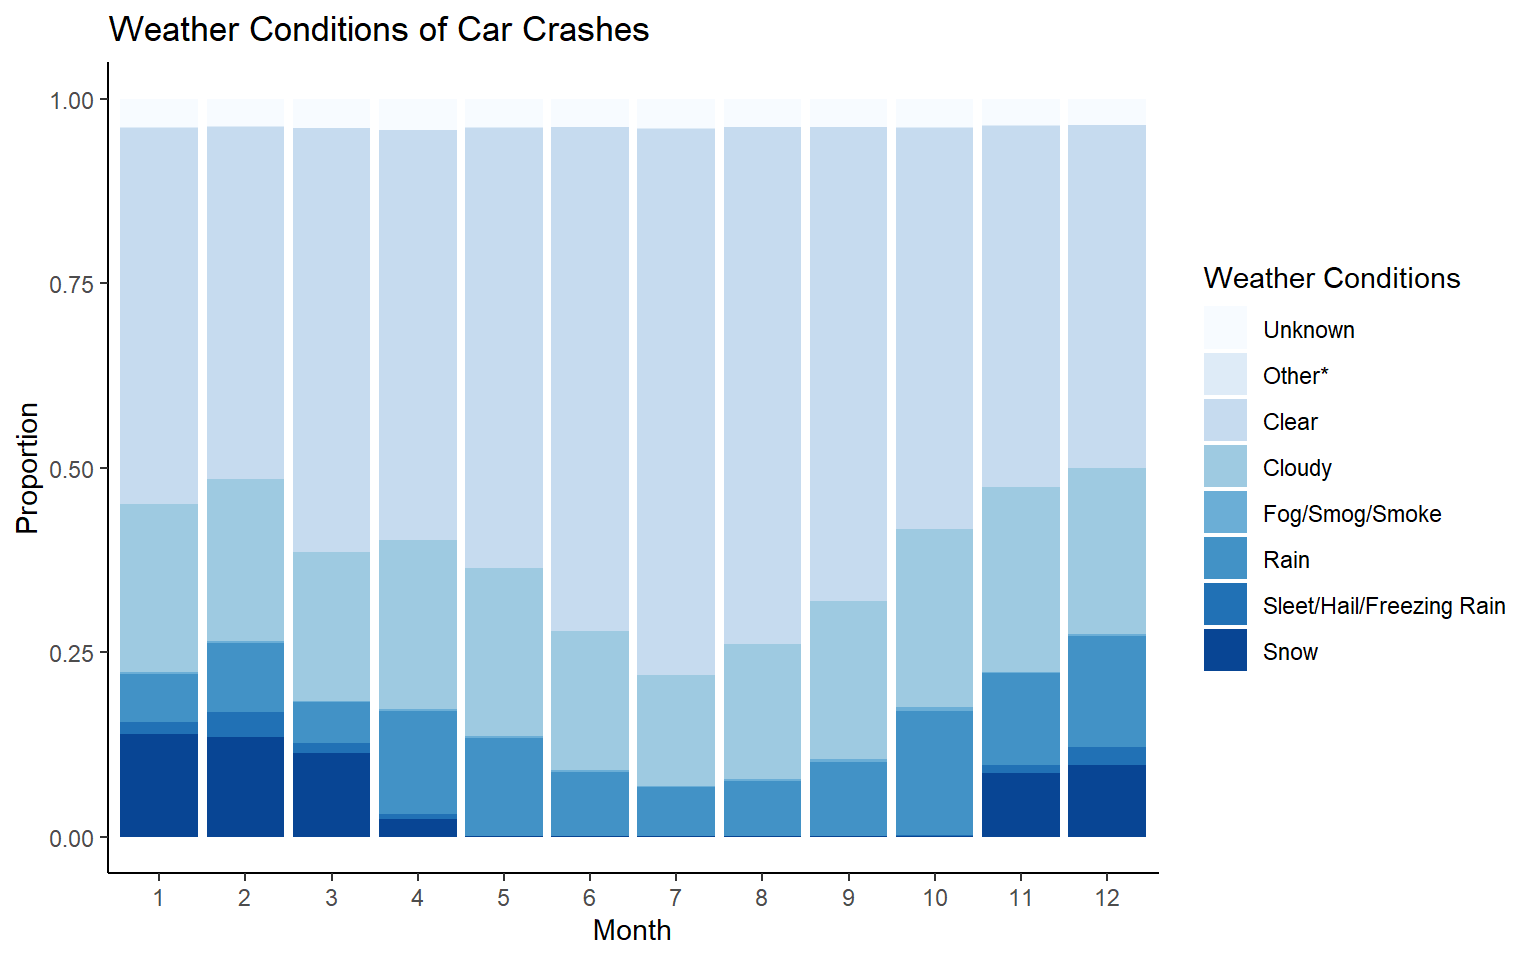 Weather Conditions of Car Crashes
Proportion
1.00
0.75
0.50
0.25
0.00
1 2 3 4 5 6 7 8 9 10 11 12
Month
Weather Conditions
Unknown
Other*
Clear
Cloudy
Fog/Smog/Smoke
Rain
Sleet/Hail/Freezing Rain
Snow